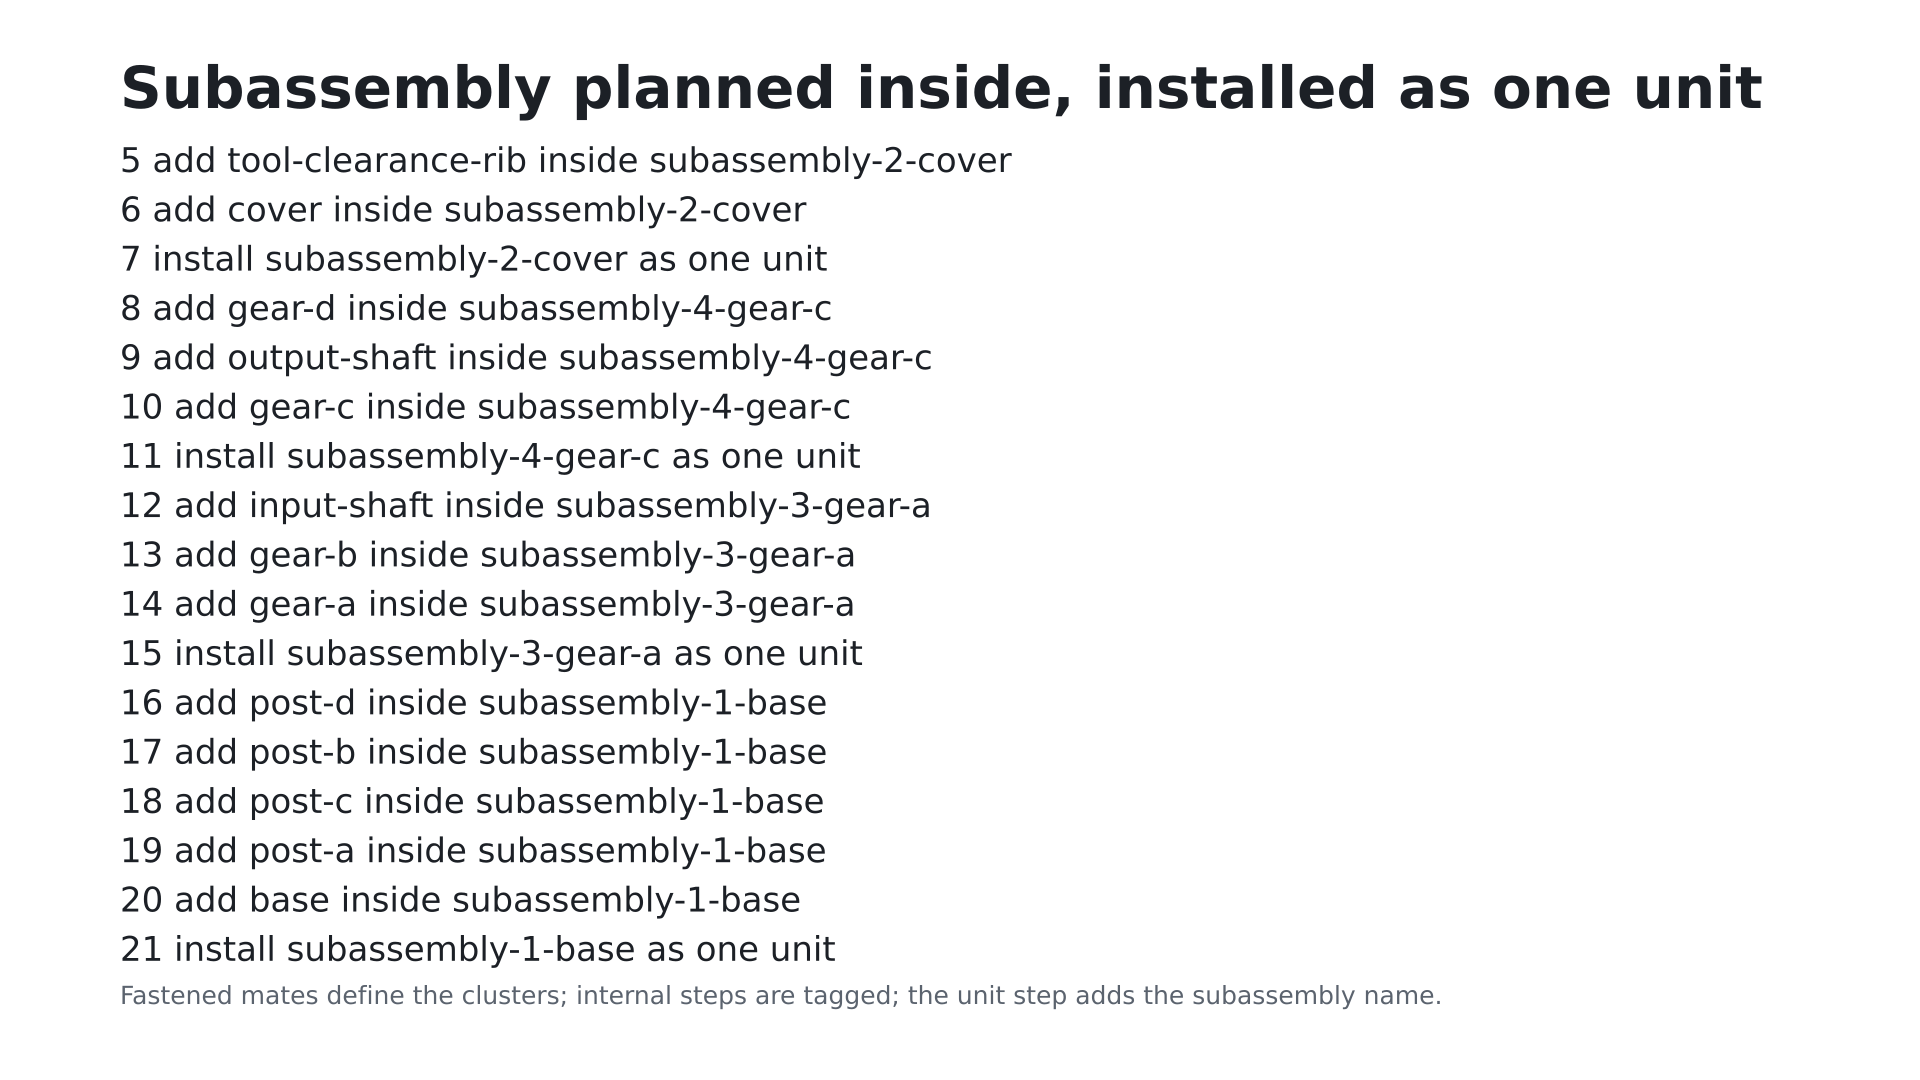 Subassembly planned inside, installed as one unit
5 add tool-clearance-rib inside subassembly-2-cover
6 add cover inside subassembly-2-cover
7 install subassembly-2-cover as one unit
8 add gear-d inside subassembly-4-gear-c
9 add output-shaft inside subassembly-4-gear-c
10 add gear-c inside subassembly-4-gear-c
11 install subassembly-4-gear-c as one unit
12 add input-shaft inside subassembly-3-gear-a
13 add gear-b inside subassembly-3-gear-a
14 add gear-a inside subassembly-3-gear-a
15 install subassembly-3-gear-a as one unit
16 add post-d inside subassembly-1-base
17 add post-b inside subassembly-1-base
18 add post-c inside subassembly-1-base
19 add post-a inside subassembly-1-base
20 add base inside subassembly-1-base
21 install subassembly-1-base as one unit
Fastened mates define the clusters; internal steps are tagged; the unit step adds the subassembly name.